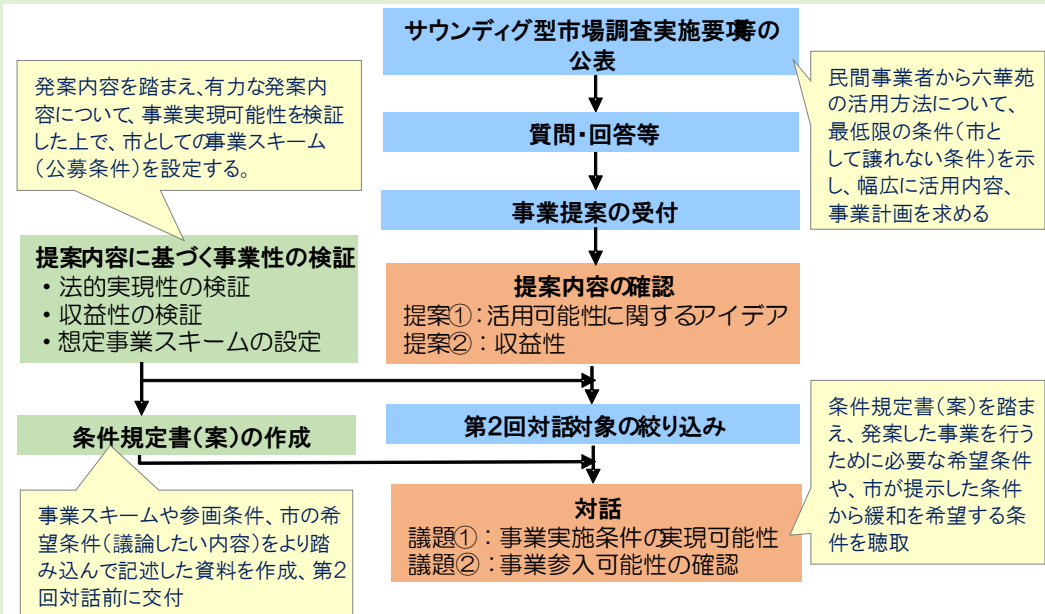 サウンディグ型市場調査実施要項等の
公表
質問・回答等
事業提案の受付
提案内容の確認
提案①：活用可能性に関するアイデア
提案②：収益性
第2回対話対象の絞り込み
対話
議題①：事業実施条件の実現可能性
議題②：事業参入可能性の確認
発案内容を踏まえ、有力な発案内
容について、事業実現可能性を検証
した上で、市としての事業スキーム
（公募条件）を設定する。
提案内容に基づく事業性の検証
・法的実現性の検証
・収益性の検証
・想定事業スキームの設定
条件規定書（案）の作成
事業スキームや参画条件、市の希
望条件（議論したい内容）をより踏
み込んで記述した資料を作成、第２
回対話前に交付
民間事業者から六華苑
の活用方法について、
最低限の条件（市と
して譲れない条件）を示
し、幅広に活用内容、
事業計画を求める
条件規定書（案）を踏ま
え、発案した事業を行う
ために必要な希望条件
や、市が提示した条件
から緩和を希望する条
件を聴取